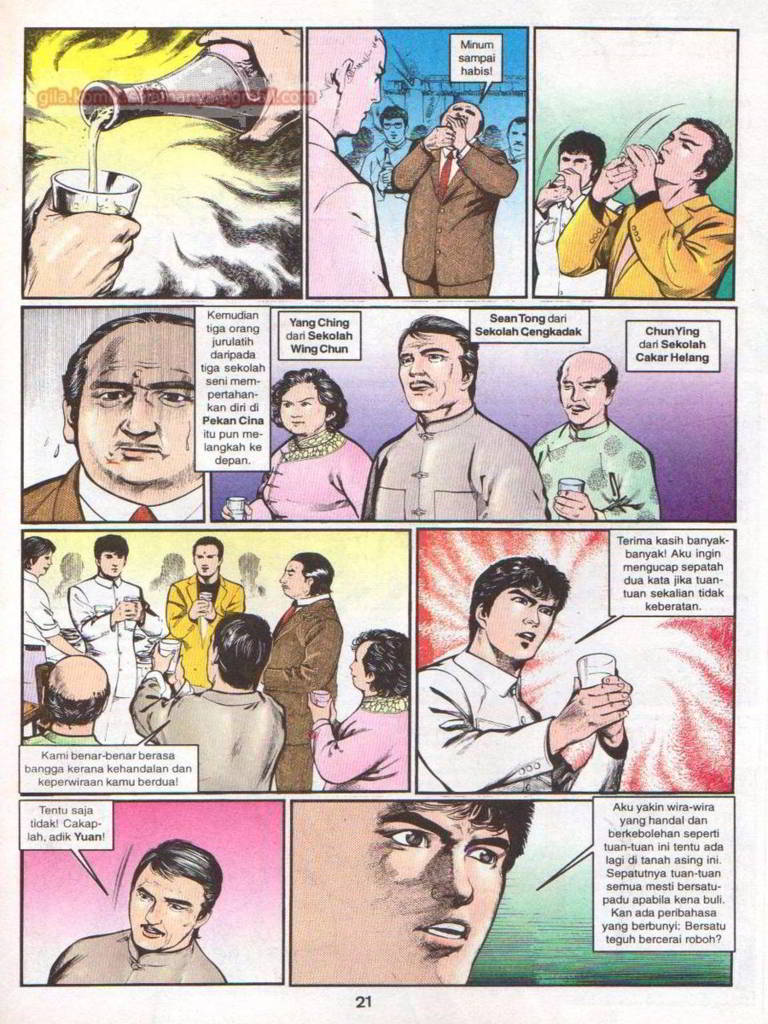 Minum
sampai
habis!
Kemudian
tiga orang
jurulatih
daripada
tiga sekolah
seni mem-
pertahan-
kan diri di
Pekan Cina
itu pun me-
langkah ke
depan.
Yang Ching
dari Sekolah
Wing Chun
Sean Tong dari
Sekolah Cengkadak
Chun Ying
dari Sekolah
Cakar Helang
Kami benar-benar berasa
bangga kerana kehandalan dan
keperwiraan kamu berdua!
Terima kasih banyak-
banyak! Aku ingin
mengucap sepatah
dua kata jika tuan-
tuan sekalian tidak
keberatan.
Tentu saja
tidak! Cakap-
lah, adik Yuan!
Aku yakin wira-wira
yang handal dan
berkebolehan seperti
tuan-tuan ini tentu ada
lagi di tanah asing ini.
Sepatutnya tuan-tuan
semua mesti bersatu-
padu apabila kena buli.
Kan ada peribahasa
yang berbunyi: Bersatu
teguh bercerai roboh?
21